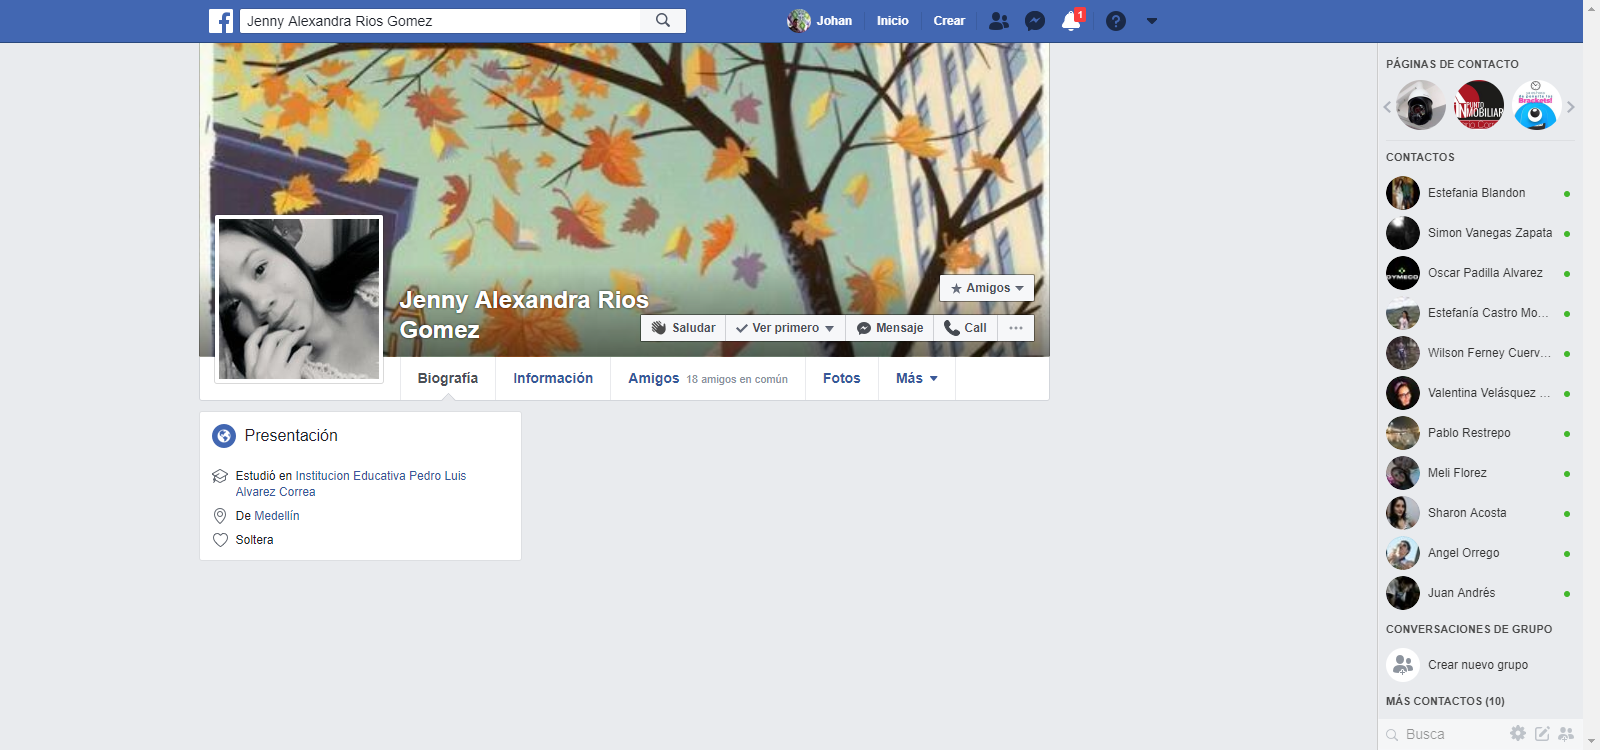 Jenny Alexandra Rios Gomez
Johan
Inicio
Crear
1
PÁGINAS DE CONTACTO
PUNTO
INMOBILIAR
Brackets!
CONTACTOS
Estefania Blandon
Simon Vanegas Zapata
Oscar Padilla Alvarez
DYMECO
Estefanía Castro Mo...
Wilson Ferney Cuerv...
Valentina Velásquez ...
Pablo Restrepo
Meli Florez
Sharon Acosta
Angel Orrego
Juan Andrés
CONVERSACIONES DE GRUPO
Crear nuevo grupo
MÁS CONTACTOS (10)
Busca
Jenny Alexandra Rios
Gomez
Amigos
Saludar
Ver primero
Mensaje
Call
Biografía
Información
Amigos 18 amigos en común
Fotos
Más
Presentación
Estudió en Institucion Educativa Pedro Luis
Alvarez Correa
De Medellín
Soltera